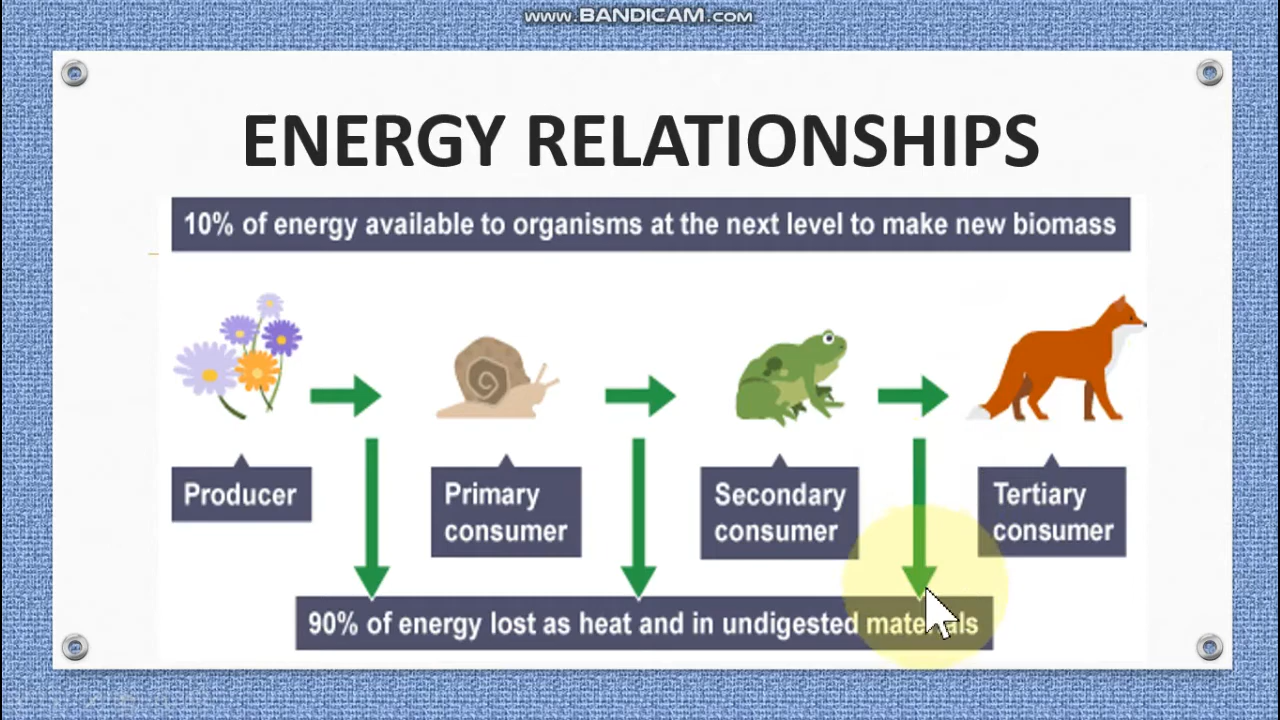 www.BANDICAM.com
ENERGY RELATIONSHIPS
10% of energy available to organisms at the next level to make new biomass
Producer
Primary
consumer
Secondary
consumer
Tertiary
consumer
90% of energy lost as heat and in undigested materials